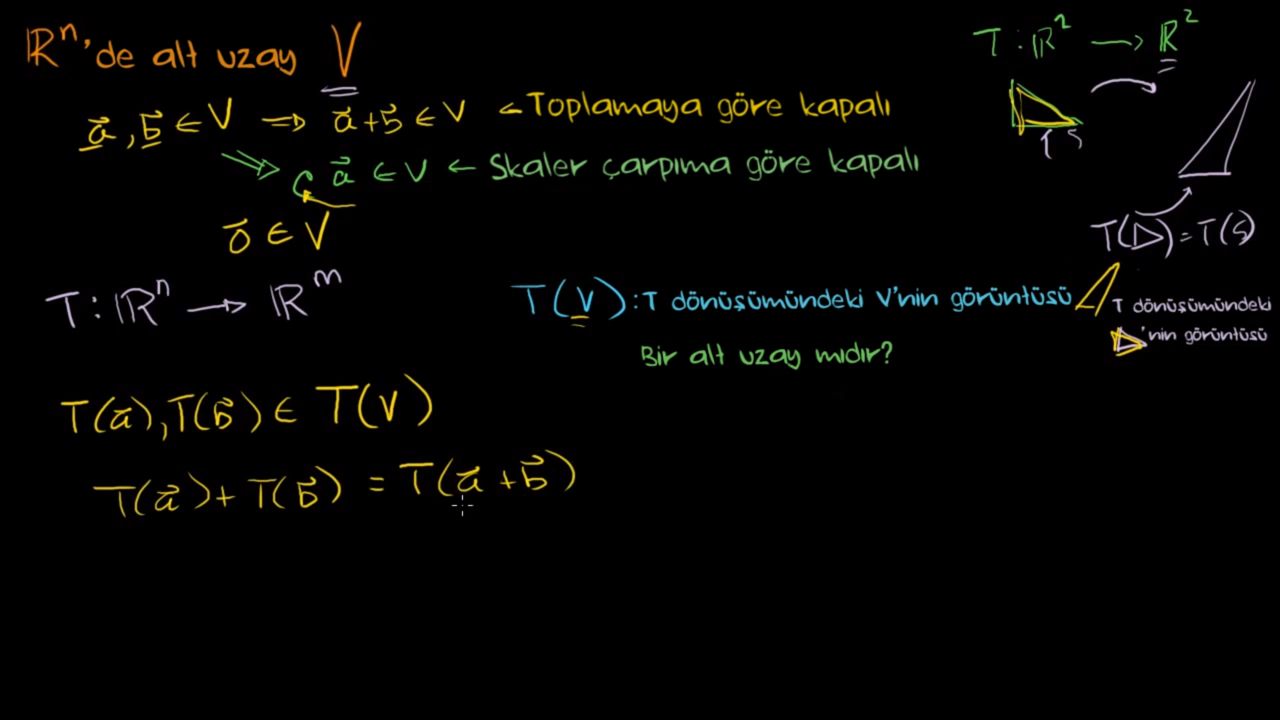 ℝⁿ'de alt uzay V
a⃗, b⃗ ∈ V ⇒ a⃗+b⃗ ∈ V ← Toplamaya göre kapalı
⇒ c a⃗ ∈ V ← Skaler çarpıma göre kapalı
o⃗ ∈ V
T : ℝⁿ → ℝᵐ
T : ℝ² → ℝ²
S
T(△) = T(S)
T(V) : T dönüşümündeki V'nin görüntüsü
T dönüşümündeki
'nin görüntüsü
Bir alt uzay mıdır?
T(a⃗), T(b⃗) ∈ T(V)
T(a⃗) + T(b⃗) = T(a⃗ + b⃗)